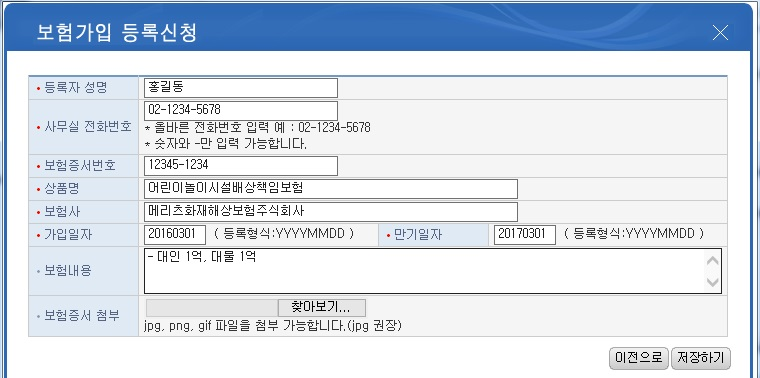 보험가입 등록신청
등록자 성명 홍길동
02-1234-5678
사무실 전화번호 * 올바른 전화번호 입력 예 : 02-1234-5678
* 숫자와 -만 입력 가능합니다.
보험증서번호 12345-1234
상품명 어린이놀이시설배상책임보험
보험사 메리츠화재해상보험주식회사
가입일자 20160301 ( 등록형식:YYYYMMDD ) 만기일자 20170301 ( 등록형식:YYYYMMDD )
보험내용 - 대인 1억, 대물 1억
보험증서 첨부 찾아보기...
jpg, png, gif 파일을 첨부 가능합니다.(jpg 권장)
이전으로 저장하기